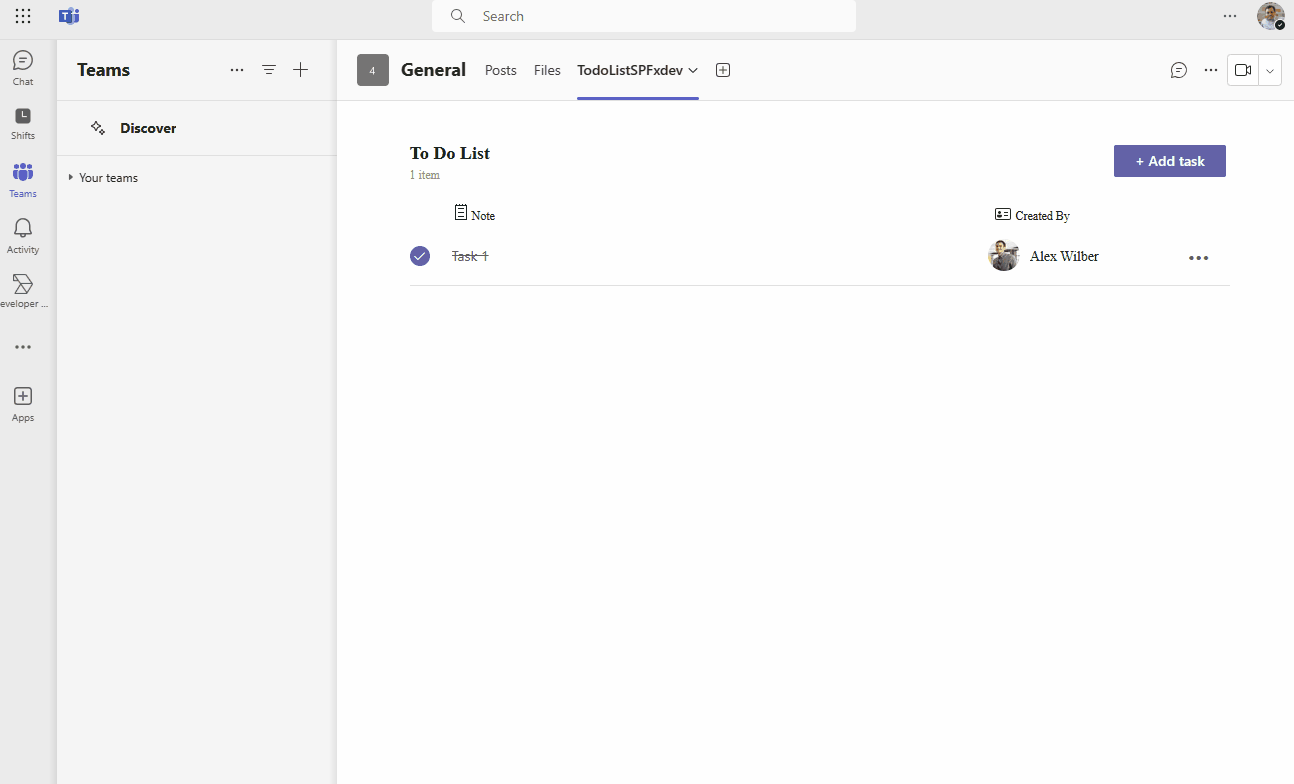 Search
Chat
Shifts
Teams
Activity
eveloper ...
Apps
Teams
Discover
Your teams
4
General
Posts
Files
TodoListSPFxdev
To Do List
1 item
+ Add task
Note
Created By
Task 1
Alex Wilber